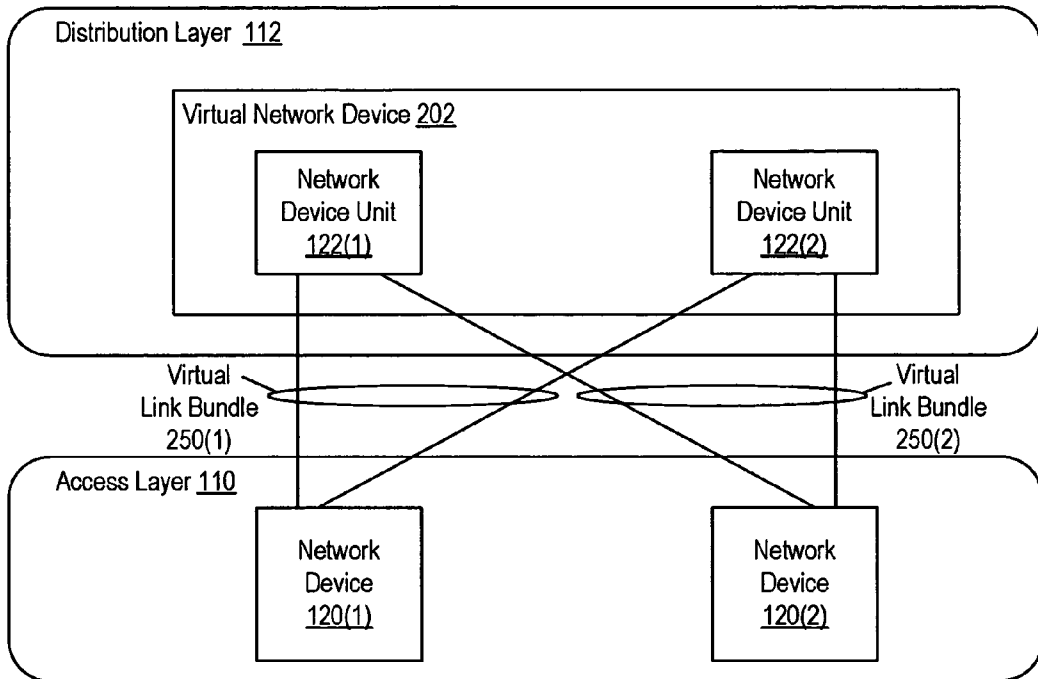 Distribution Layer 112
Virtual Network Device 202
Network
Device Unit
122(1)
Network
Device Unit
122(2)
Virtual
Link Bundle
250(1)
Virtual
Link Bundle
250(2)
Access Layer 110
Network
Device
120(1)
Network
Device
120(2)